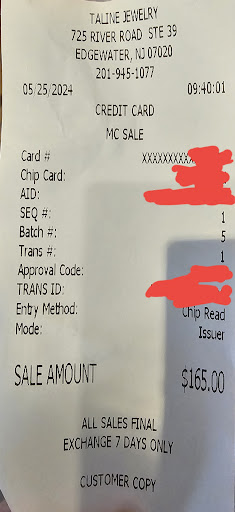 TALINE JEWELRY
725 RIVER ROAD STE 39
EDGEWATER, NJ 07020
201-945-1077
05/25/2024 09:40:01
CREDIT CARD
MC SALE
Card #: XXXXXXXXXX
Chip Card:
AID:
SEQ #: 1
Batch #: 5
Trans #: 1
Approval Code:
TRANS ID:
Entry Method: Chip Read
Mode: Issuer
SALE AMOUNT $165.00
ALL SALES FINAL
EXCHANGE 7 DAYS ONLY
CUSTOMER COPY